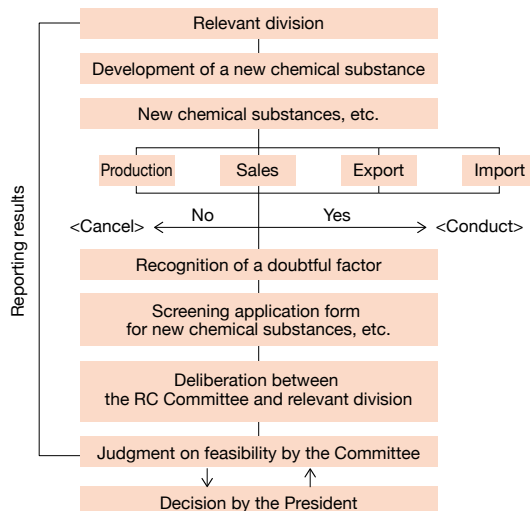 Relevant division
Development of a new chemical substance
New chemical substances, etc.
Production
Sales
Export
Import
No
Yes
<Cancel>
<Conduct>
Recognition of a doubtful factor
Screening application form
for new chemical substances, etc.
Deliberation between
the RC Committee and relevant division
Judgment on feasibility by the Committee
Decision by the President
Reporting results